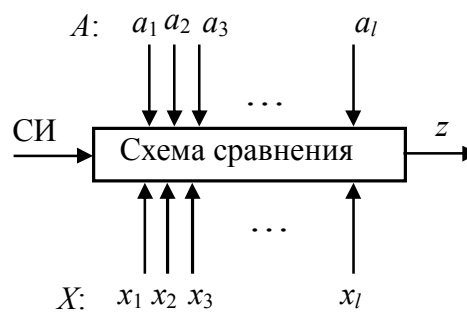 A: a₁ a₂ a₃ aₗ
...
СИ Схема сравнения z
...
X: x₁ x₂ x₃ xₗ